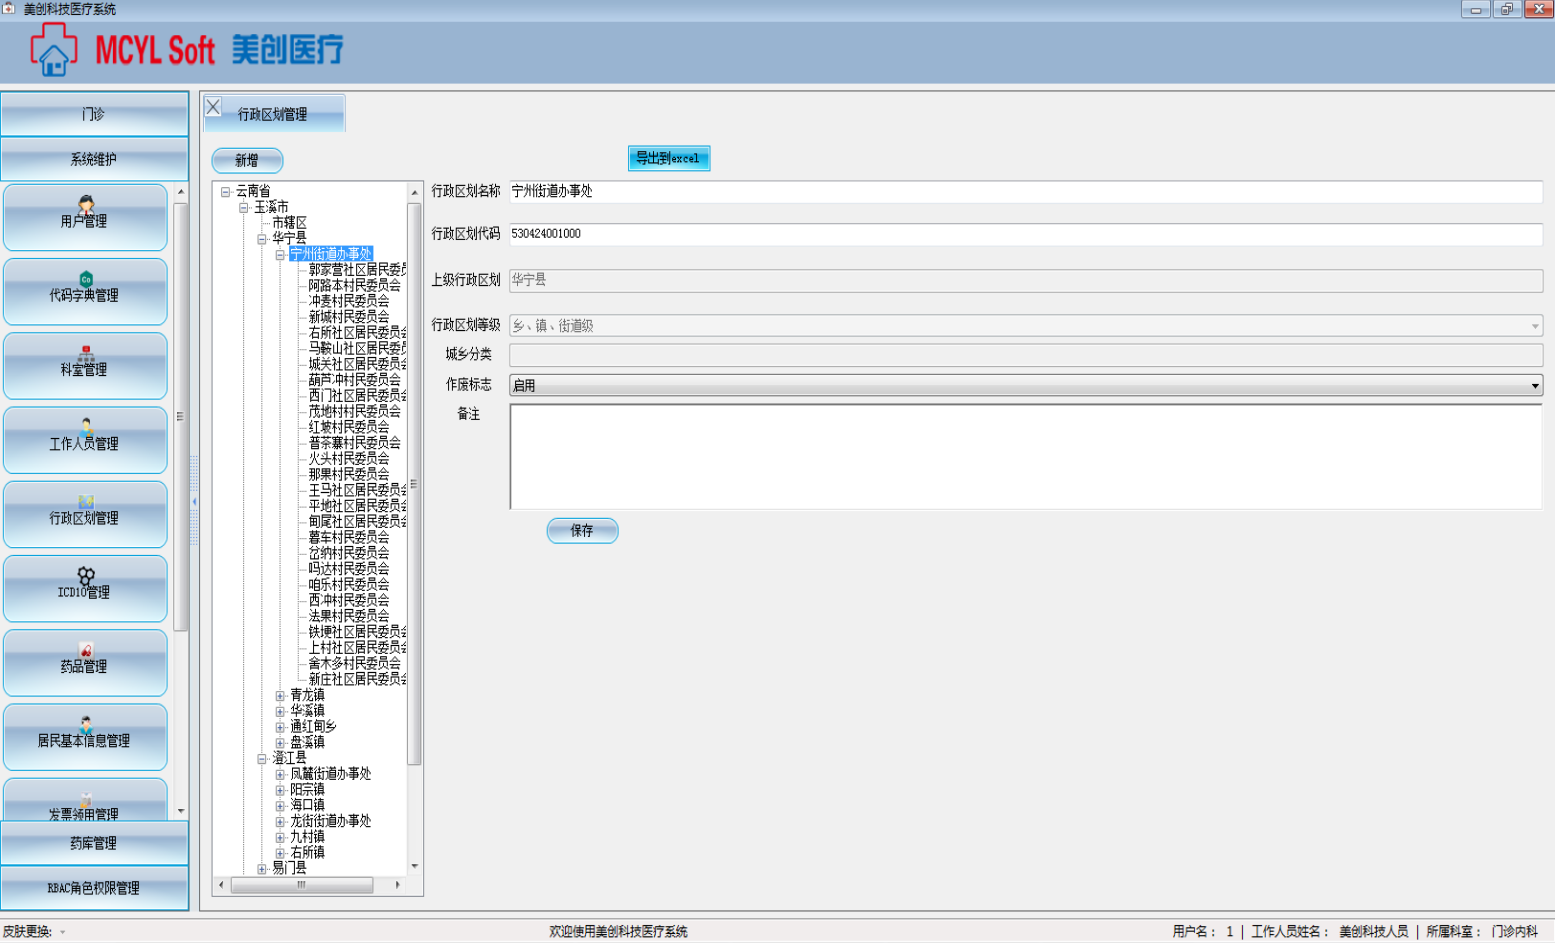 美创科技医疗系统
MCYL Soft 美创医疗
门诊
系统维护
用户管理
代码字典管理
科室管理
工作人员管理
行政区划管理
ICD10管理
药品管理
居民基本信息管理
发票领用管理
药库管理
RBAC角色权限管理
行政区划管理
新增
导出到excel
云南省
玉溪市
市辖区
华宁县
宁州街道办事处
郭家营社区居民委员
阿路本村民委员会
冲麦村民委员会
新城村民委员会
右所社区居民委员会
马鞍山社区居民委员
城关社区居民委员会
葫芦冲村民委员会
西门社区居民委员会
茂地村村民委员会
红坡村民委员会
普茶寨村民委员会
火头村民委员会
那果村民委员会
王马社区居民委员会
平地社区居民委员会
甸尾社区居民委员会
暮车村民委员会
岔纳村民委员会
吗达村民委员会
咱乐村民委员会
西冲村民委员会
法果村民委员会
铁埂社区居民委员会
上村社区居民委员会
舍木多村民委员会
新庄社区居民委员会
青龙镇
华溪镇
通红甸乡
盘溪镇
澄江县
凤麓街道办事处
阳宗镇
海口镇
龙街街道办事处
九村镇
右所镇
易门县
行政区划名称 宁州街道办事处
行政区划代码 530424001000
上级行政区划 华宁县
行政区划等级 乡、镇、街道级
城乡分类
作废标志 启用
备注
保存
皮肤更换: 欢迎使用美创科技医疗系统 用户名： 1 | 工作人员姓名： 美创科技人员 | 所属科室： 门诊内科